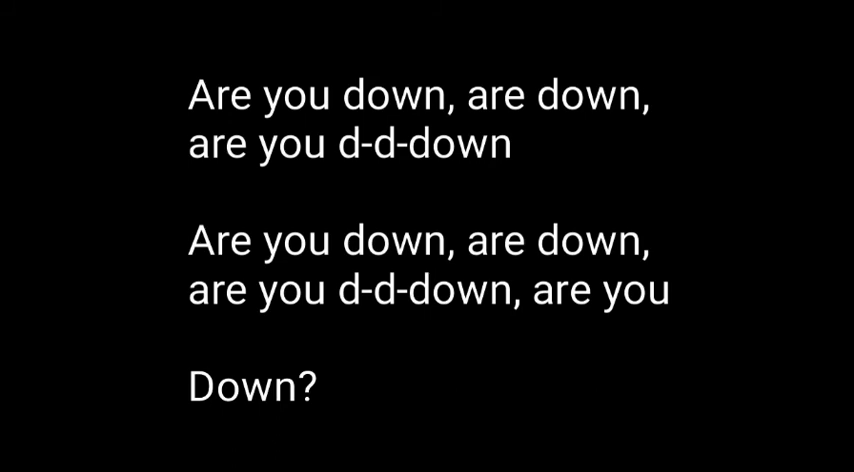 Are you down, are down,
are you d-d-down
Are you down, are down,
are you d-d-down, are you
Down?